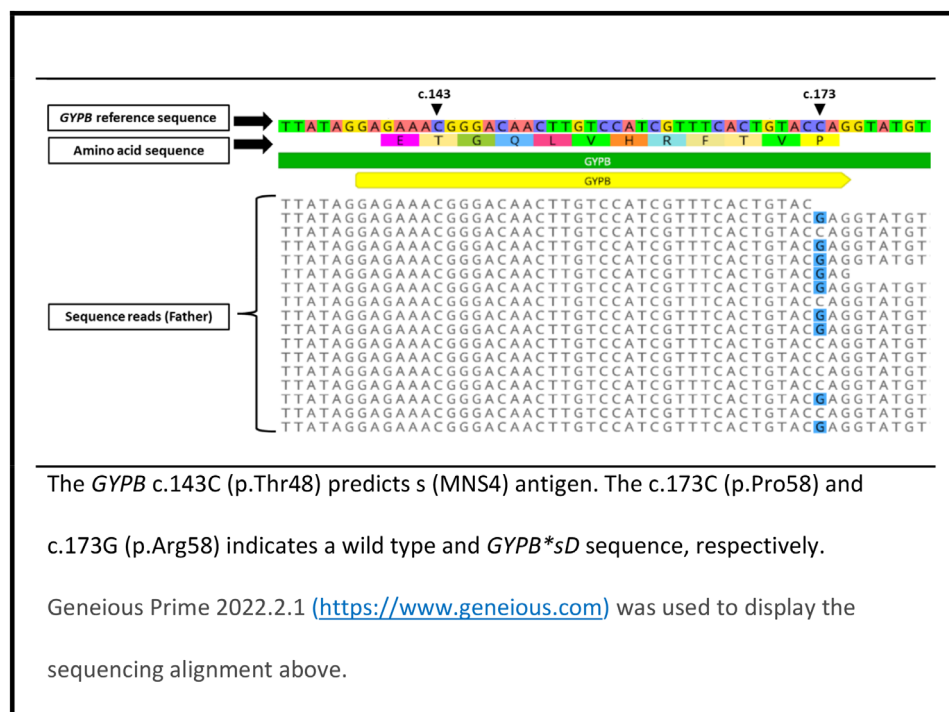 c.143 c.173
GYPB reference sequence
TTATAGGAGAAACGGGACAACTTGTCCATCGTTTCACTGTACCAGGTATGT
Amino acid sequence
E T G Q L V H R F T V P
GYPB
GYPB
Sequence reads (Father)
TTATAGGAGAAACGGGACAACTTGTCCATCGTTTCACTGTAC
TTATAGGAGAAACGGGACAACTTGTCCATCGTTTCACTGTACGAGGTATGT
TTATAGGAGAAACGGGACAACTTGTCCATCGTTTCACTGTACCAGGTATGT
TTATAGGAGAAACGGGACAACTTGTCCATCGTTTCACTGTACGAGGTATGT
TTATAGGAGAAACGGGACAACTTGTCCATCGTTTCACTGTACGAGGTATGT
TTATAGGAGAAACGGGACAACTTGTCCATCGTTTCACTGTACGAG
TTATAGGAGAAACGGGACAACTTGTCCATCGTTTCACTGTACGAGGTATGT
TTATAGGAGAAACGGGACAACTTGTCCATCGTTTCACTGTACCAGGTATGT
TTATAGGAGAAACGGGACAACTTGTCCATCGTTTCACTGTACGAGGTATGT
TTATAGGAGAAACGGGACAACTTGTCCATCGTTTCACTGTACGAGGTATGT
TTATAGGAGAAACGGGACAACTTGTCCATCGTTTCACTGTACCAGGTATGT
TTATAGGAGAAACGGGACAACTTGTCCATCGTTTCACTGTACCAGGTATGT
TTATAGGAGAAACGGGACAACTTGTCCATCGTTTCACTGTACCAGGTATGT
TTATAGGAGAAACGGGACAACTTGTCCATCGTTTCACTGTACCAGGTATGT
TTATAGGAGAAACGGGACAACTTGTCCATCGTTTCACTGTACGAGGTATGT
TTATAGGAGAAACGGGACAACTTGTCCATCGTTTCACTGTACCAGGTATGT
TTATAGGAGAAACGGGACAACTTGTCCATCGTTTCACTGTACGAGGTATGT
The GYPB c.143C (p.Thr48) predicts s (MNS4) antigen. The c.173C (p.Pro58) and
c.173G (p.Arg58) indicates a wild type and GYPB*sD sequence, respectively.
Geneious Prime 2022.2.1 (https://www.geneious.com) was used to display the
sequencing alignment above.